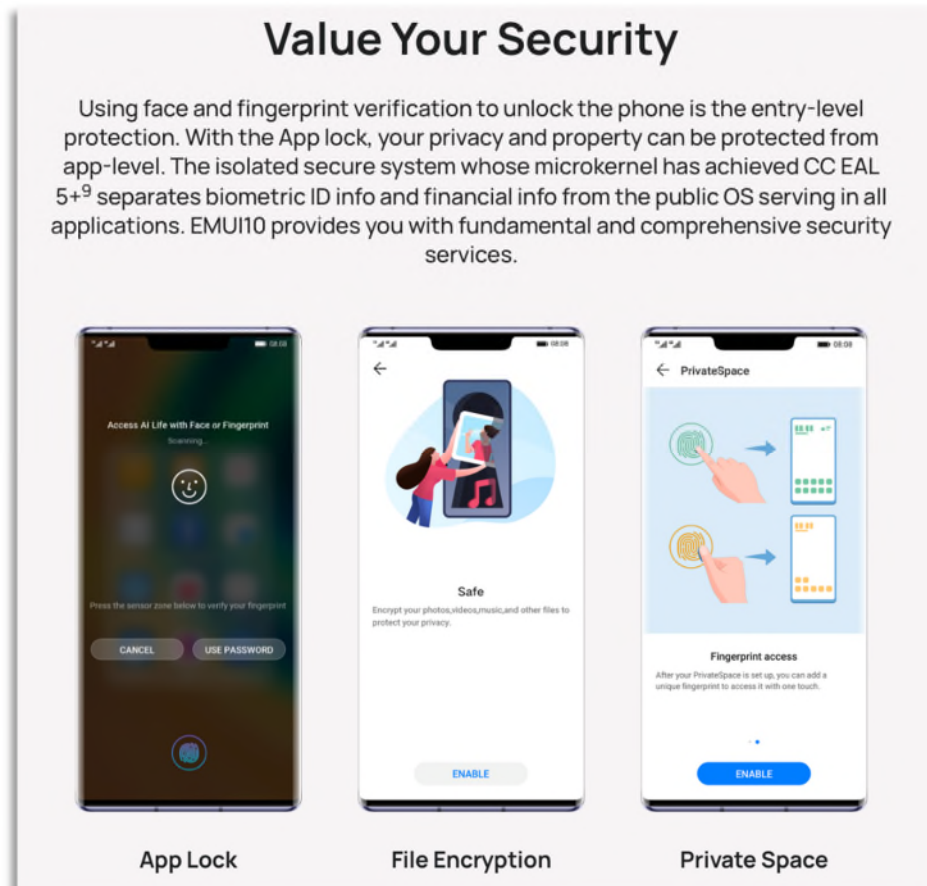 Value Your Security
Using face and fingerprint verification to unlock the phone is the entry-level
protection. With the App lock, your privacy and property can be protected from
app-level. The isolated secure system whose microkernel has achieved CC EAL
5+9 separates biometric ID info and financial info from the public OS serving in all
applications. EMUI10 provides you with fundamental and comprehensive security
services.
08:08
Access AI Life with Face or Fingerprint
Scanning...
Press the sensor zone below to verify your fingerprint
CANCEL
USE PASSWORD
App Lock
08:08
Safe
Encrypt your photos,videos,music,and other files to
protect your privacy.
ENABLE
File Encryption
08:08
PrivateSpace
Fingerprint access
After your PrivateSpace is set up, you can add a
unique fingerprint to access it with one touch.
ENABLE
Private Space